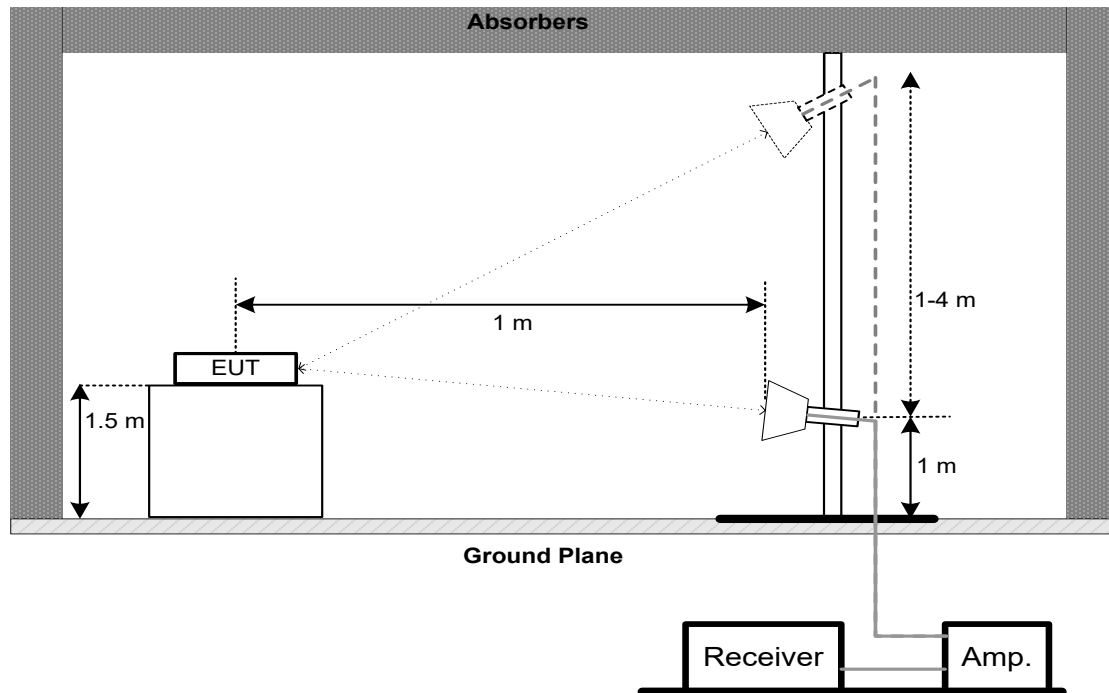 Absorbers
1-4 m
1 m
EUT
1.5 m
1 m
Ground Plane
Receiver
Amp.